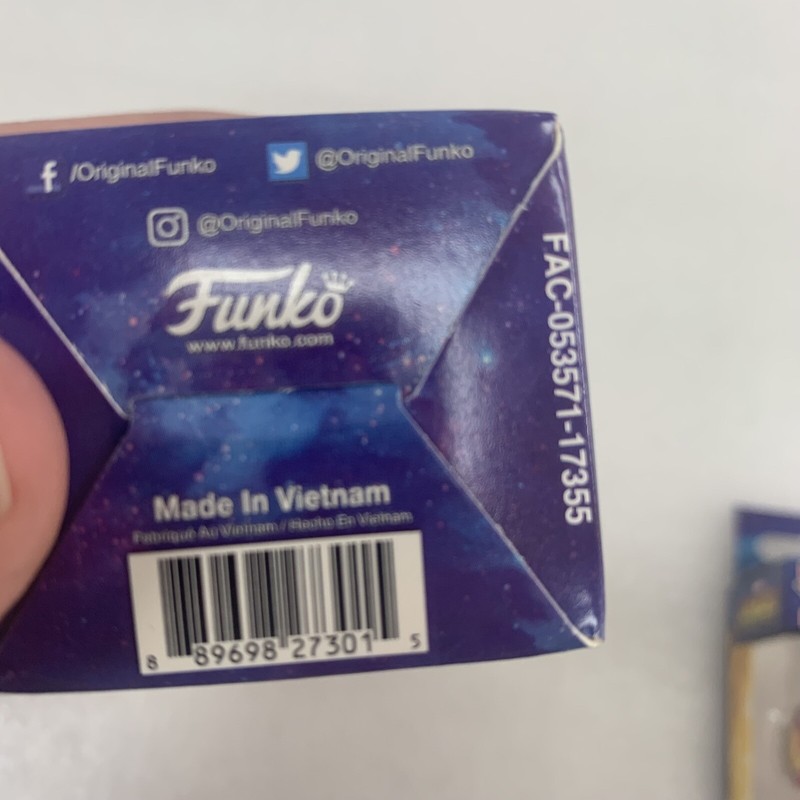 /OriginalFunko
@OriginalFunko
@OriginalFunko
Funko
www.funko.com
FAC-053571-17355
Made In Vietnam
Fabriqué Au Vietnam / Hecho En Vietnam
8 89698 27301 5